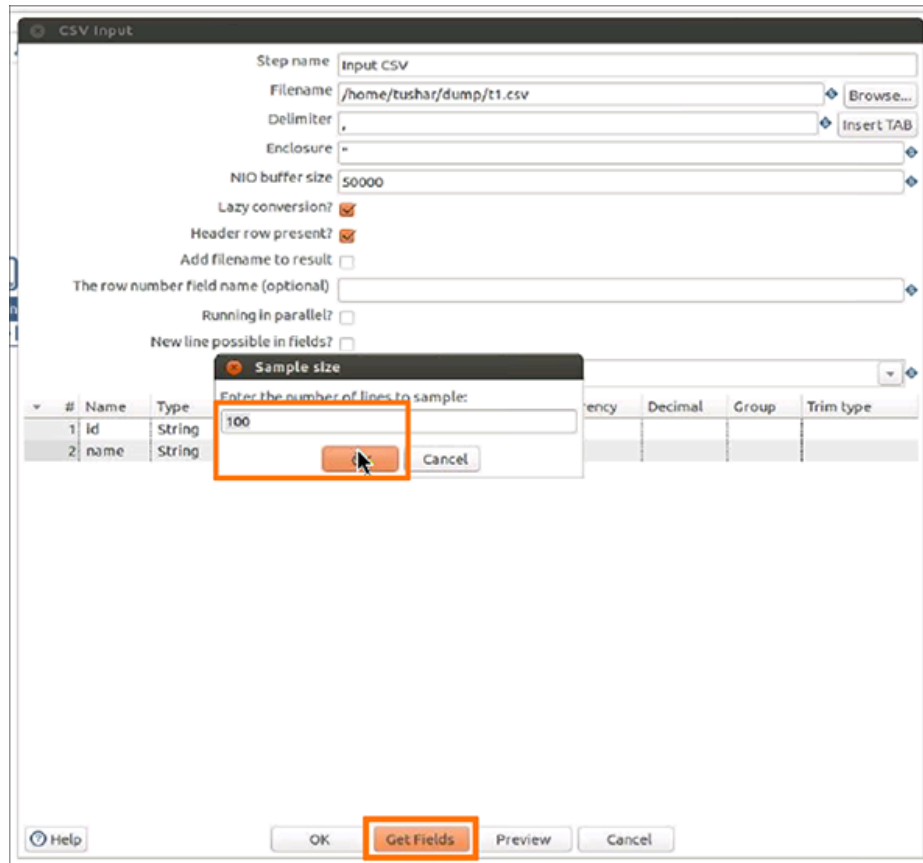 CSV Input
Step name Input CSV
Filename /home/tushar/dump/t1.csv Browse...
Delimiter , Insert TAB
Enclosure "
NIO buffer size 50000
Lazy conversion?
Header row present?
Add filename to result
The row number field name (optional)
Running in parallel?
New line possible in fields?
Sample size
Enter the number of lines to sample:
# Name Type rency Decimal Group Trim type
100
1 id String
2 name String
Cancel
Help OK Get Fields Preview Cancel